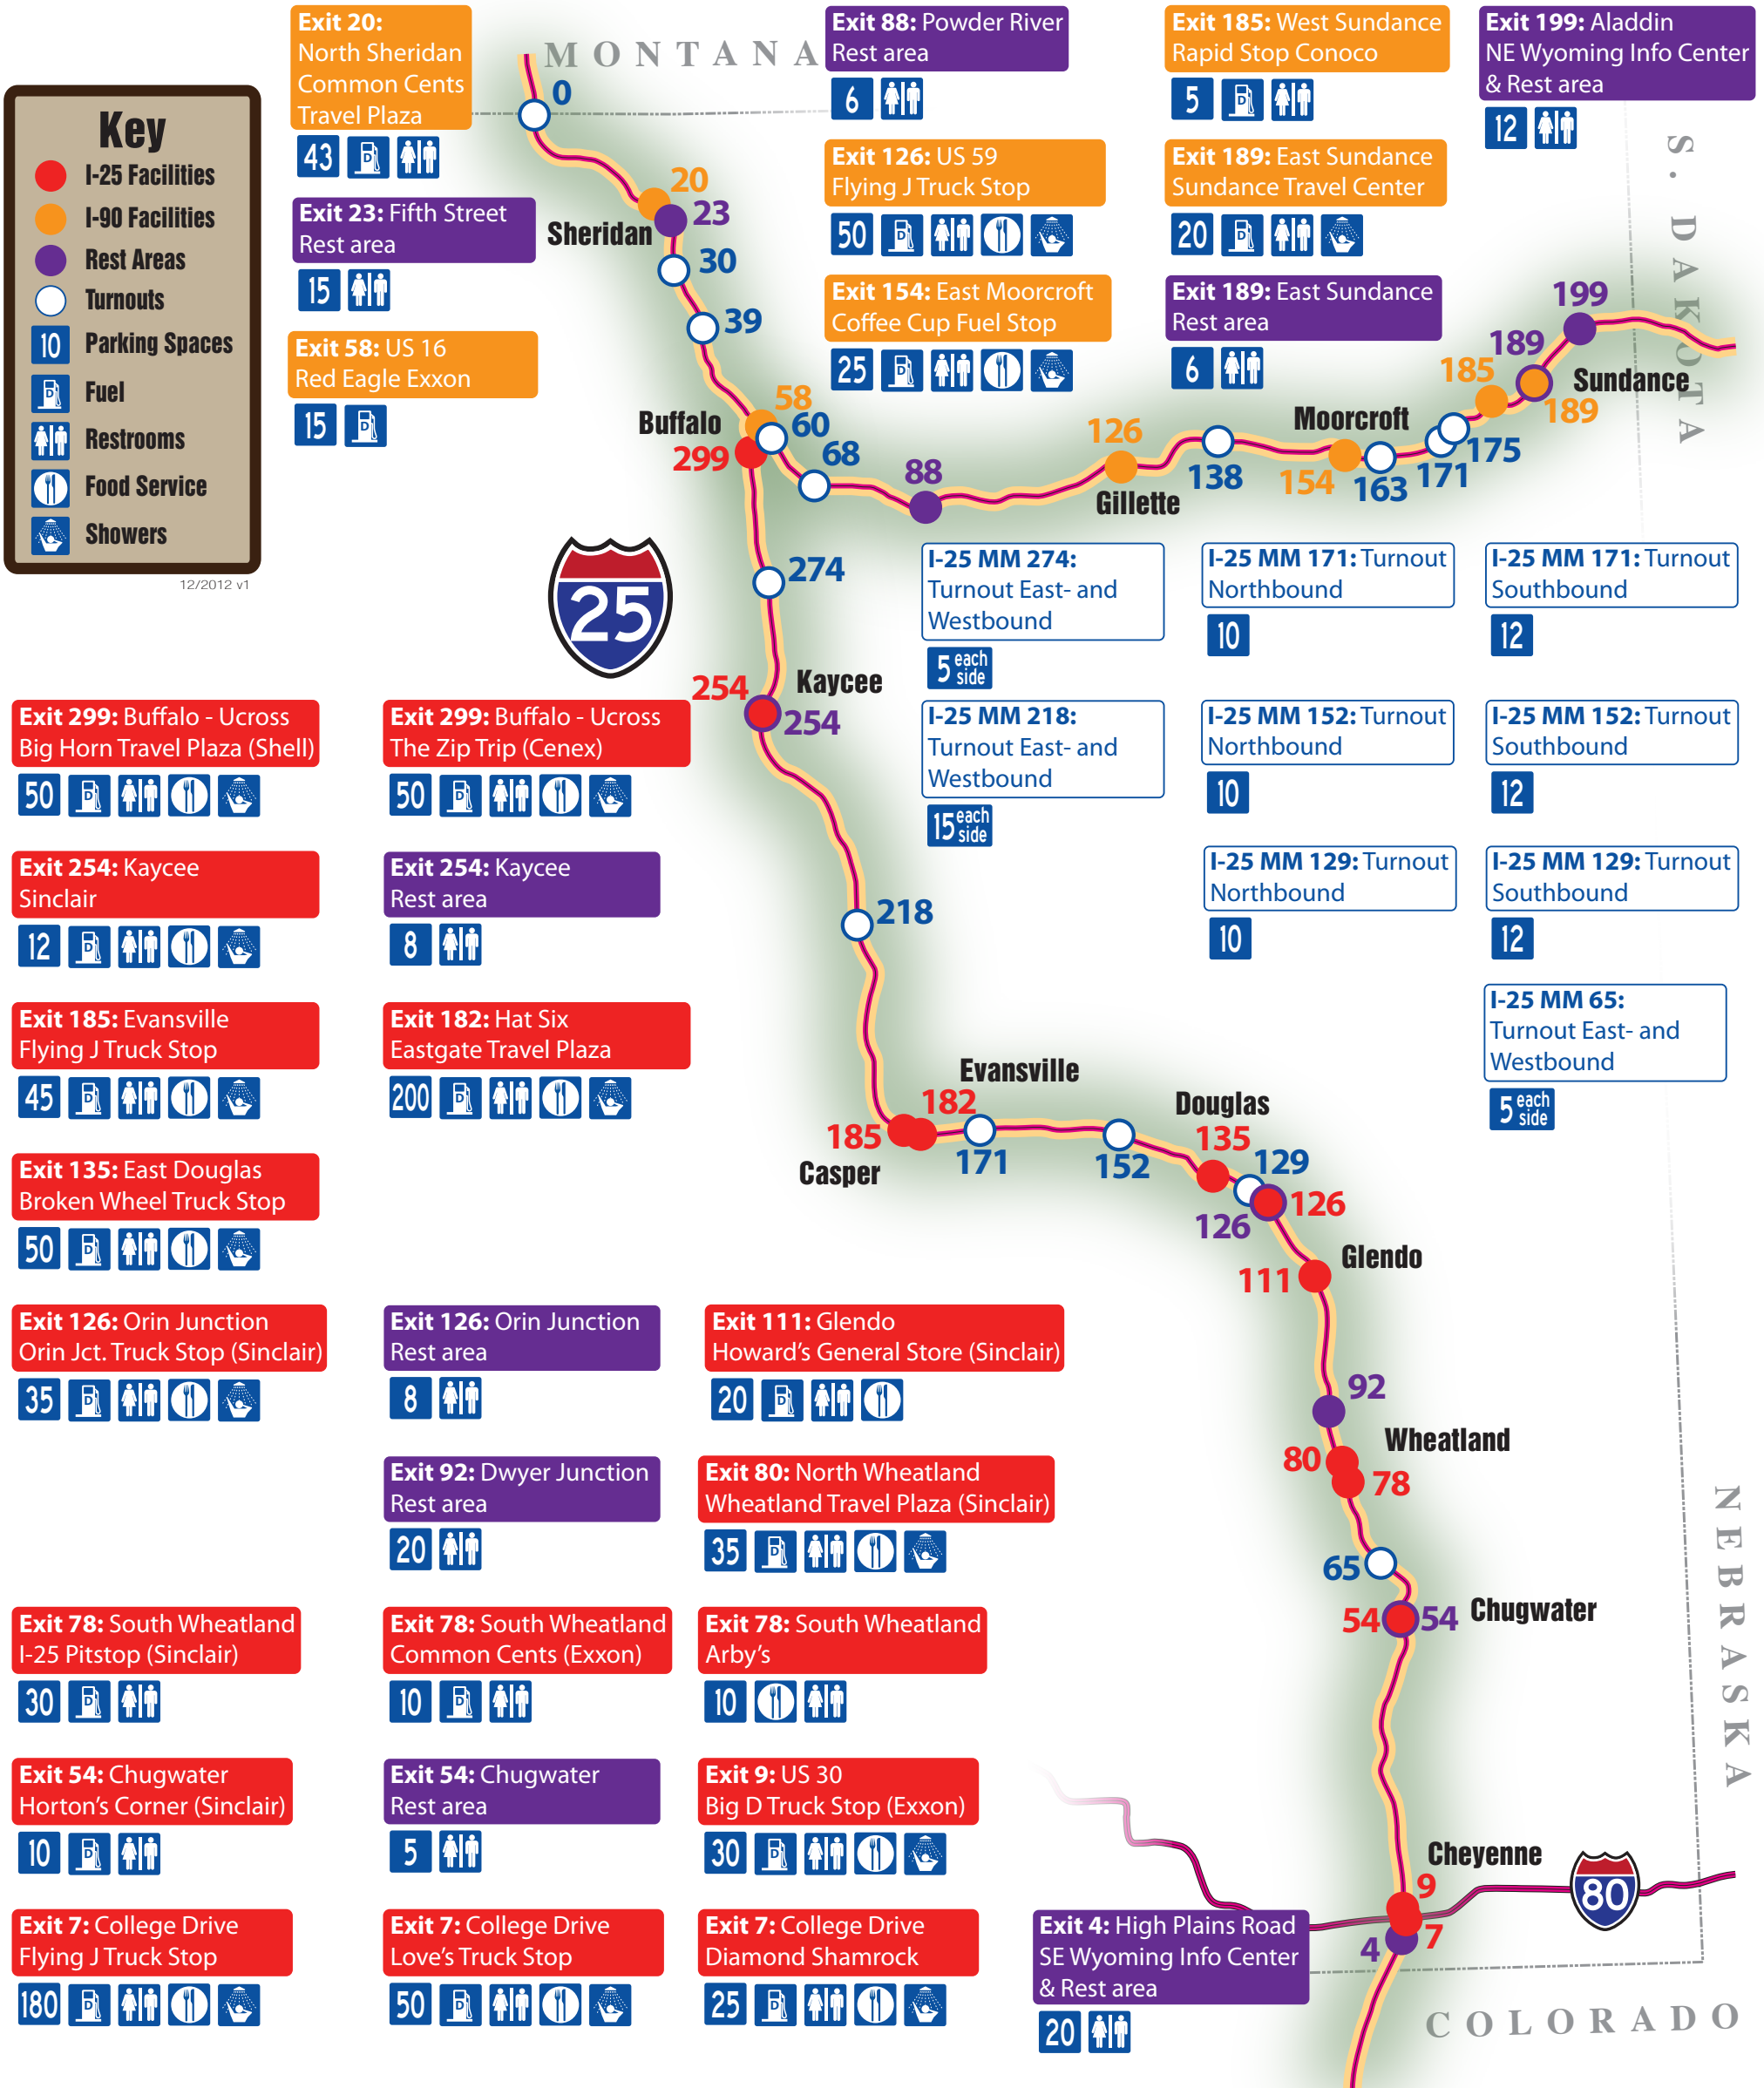 Key
I-25 Facilities
I-90 Facilities
Rest Areas
Turnouts
10 Parking Spaces
D Fuel
Restrooms
Food Service
Showers
12/2012 v1
Exit 20:
North Sheridan
Common Cents
Travel Plaza
43 D
Exit 23: Fifth Street
Rest area
15
Exit 58: US 16
Red Eagle Exxon
15 D
MONTANA
Exit 88: Powder River
Rest area
6
Exit 126: US 59
Flying J Truck Stop
50 D
Exit 154: East Moorcroft
Coffee Cup Fuel Stop
25 D
Exit 185: West Sundance
Rapid Stop Conoco
5 D
Exit 189: East Sundance
Sundance Travel Center
20 D
Exit 189: East Sundance
Rest area
6
Exit 199: Aladdin
NE Wyoming Info Center
& Rest area
12
S. DAKOTA
0
20
23
Sheridan
30
39
58
60
Buffalo
299
68
88
126
Gillette
138
Moorcroft
154
163
171
175
185
189
189
Sundance
199
25
274
254
Kaycee
254
218
Evansville
182
185
Casper
171
152
Douglas
135
129
126
126
Glendo
111
92
Wheatland
80
78
65
54
54
Chugwater
Cheyenne
9
7
4
80
NEBRASKA
COLORADO
I-25 MM 274:
Turnout East- and
Westbound
5 each side
I-25 MM 171: Turnout
Northbound
10
I-25 MM 171: Turnout
Southbound
12
I-25 MM 218:
Turnout East- and
Westbound
15 each side
I-25 MM 152: Turnout
Northbound
10
I-25 MM 152: Turnout
Southbound
12
I-25 MM 129: Turnout
Northbound
10
I-25 MM 129: Turnout
Southbound
12
I-25 MM 65:
Turnout East- and
Westbound
5 each side
Exit 299: Buffalo - Ucross
Big Horn Travel Plaza (Shell)
50 D
Exit 299: Buffalo - Ucross
The Zip Trip (Cenex)
50 D
Exit 254: Kaycee
Sinclair
12 D
Exit 254: Kaycee
Rest area
8
Exit 185: Evansville
Flying J Truck Stop
45 D
Exit 182: Hat Six
Eastgate Travel Plaza
200 D
Exit 135: East Douglas
Broken Wheel Truck Stop
50 D
Exit 126: Orin Junction
Orin Jct. Truck Stop (Sinclair)
35 D
Exit 126: Orin Junction
Rest area
8
Exit 111: Glendo
Howard's General Store (Sinclair)
20 D
Exit 92: Dwyer Junction
Rest area
20
Exit 80: North Wheatland
Wheatland Travel Plaza (Sinclair)
35 D
Exit 78: South Wheatland
I-25 Pitstop (Sinclair)
30 D
Exit 78: South Wheatland
Common Cents (Exxon)
10 D
Exit 78: South Wheatland
Arby's
10
Exit 54: Chugwater
Horton's Corner (Sinclair)
10 D
Exit 54: Chugwater
Rest area
5
Exit 9: US 30
Big D Truck Stop (Exxon)
30 D
Exit 7: College Drive
Flying J Truck Stop
180 D
Exit 7: College Drive
Love's Truck Stop
50 D
Exit 7: College Drive
Diamond Shamrock
25 D
Exit 4: High Plains Road
SE Wyoming Info Center
& Rest area
20